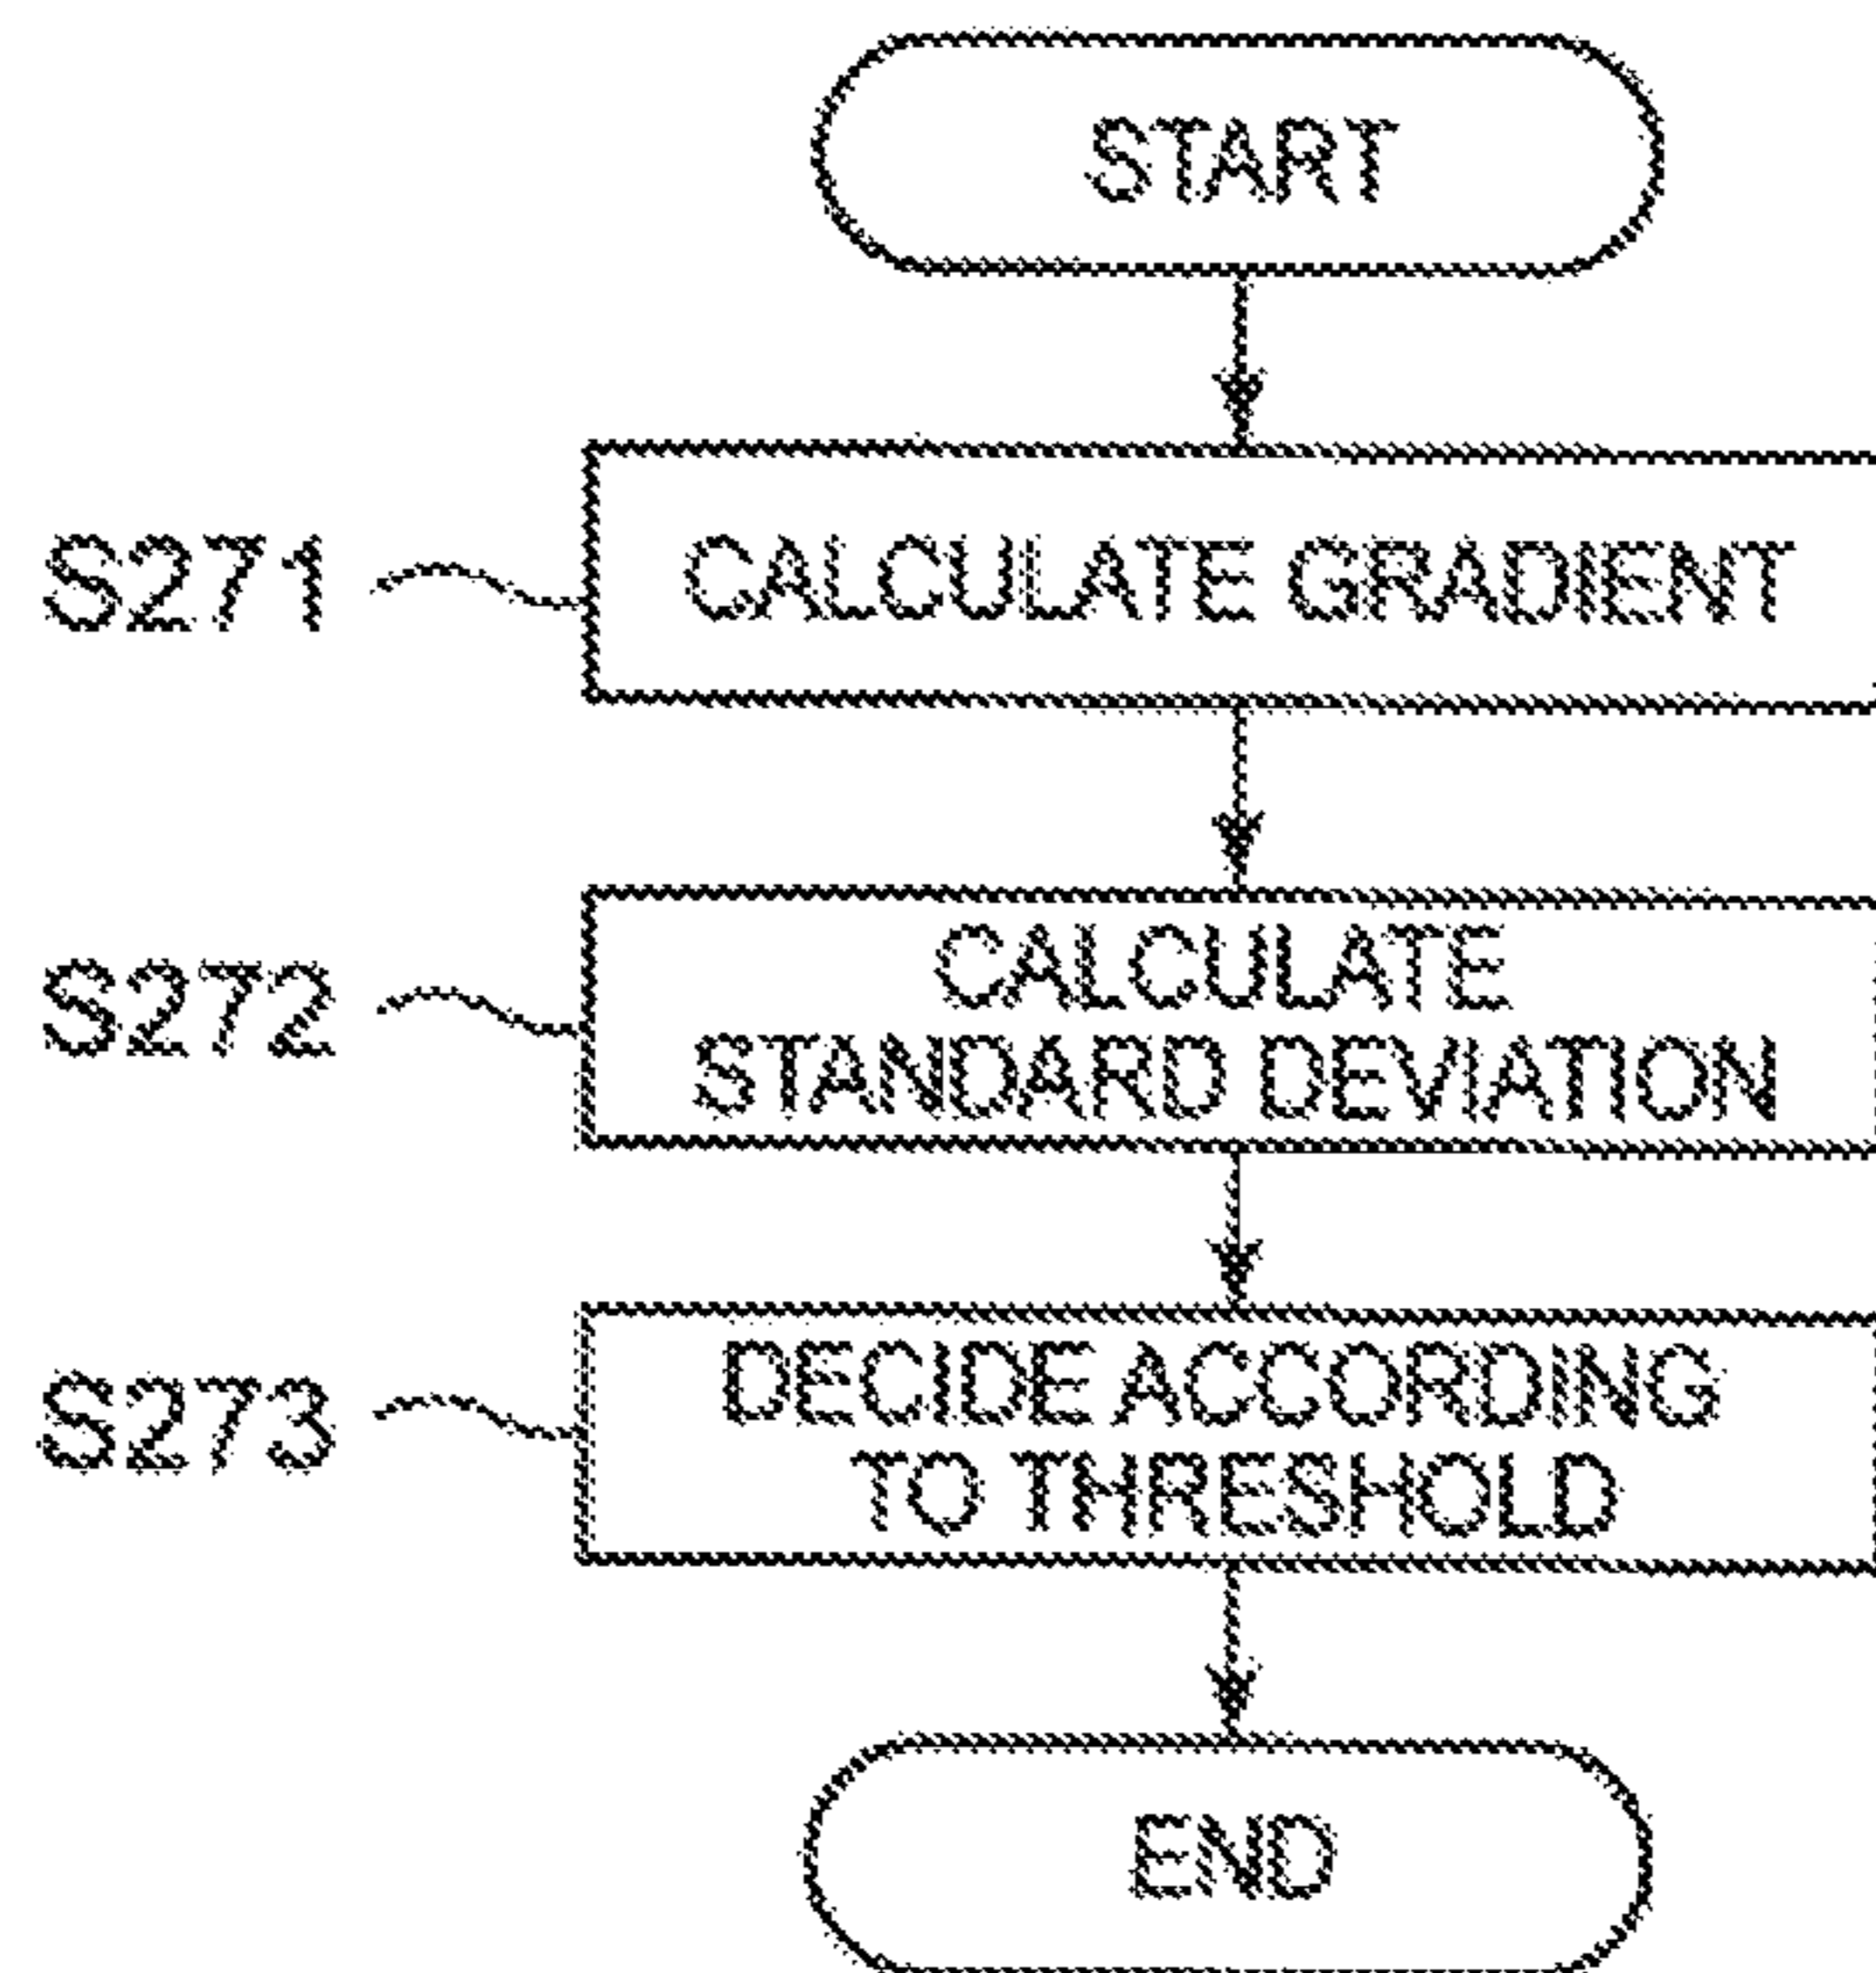 START
S271
CALCULATE GRADIENT
S272
CALCULATE
STANDARD DEVIATION
S273
DECIDE ACCORDING
TO THRESHOLD
END